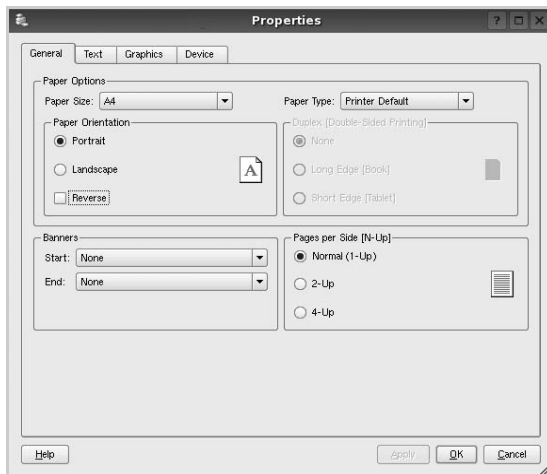 Properties
General Text Graphics Device
Paper Options
Paper Size: A4 Paper Type: Printer Default
Paper Orientation
Portrait
Landscape
Reverse
A
Duplex [Double-Sided Printing]
None
Long Edge [Book]
Short Edge [Tablet]
Banners
Start: None
End: None
Pages per Side [N-Up]
Normal (1-Up)
2-Up
4-Up
Help Apply OK Cancel